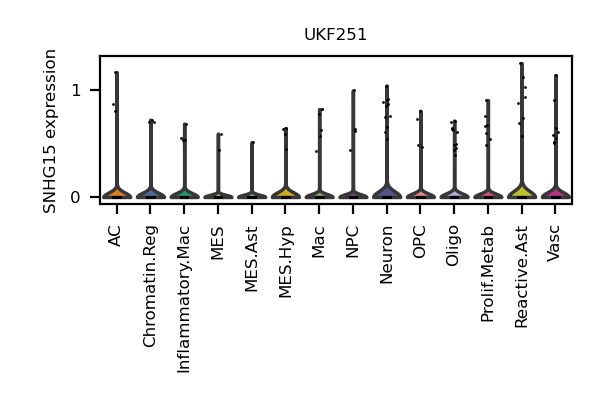 UKF251
SNHG15 expression
1
0
AC
Chromatin.Reg
Inflammatory.Mac
MES
MES.Ast
MES.Hyp
Mac
NPC
Neuron
OPC
Oligo
Prolif.Metab
Reactive.Ast
Vasc